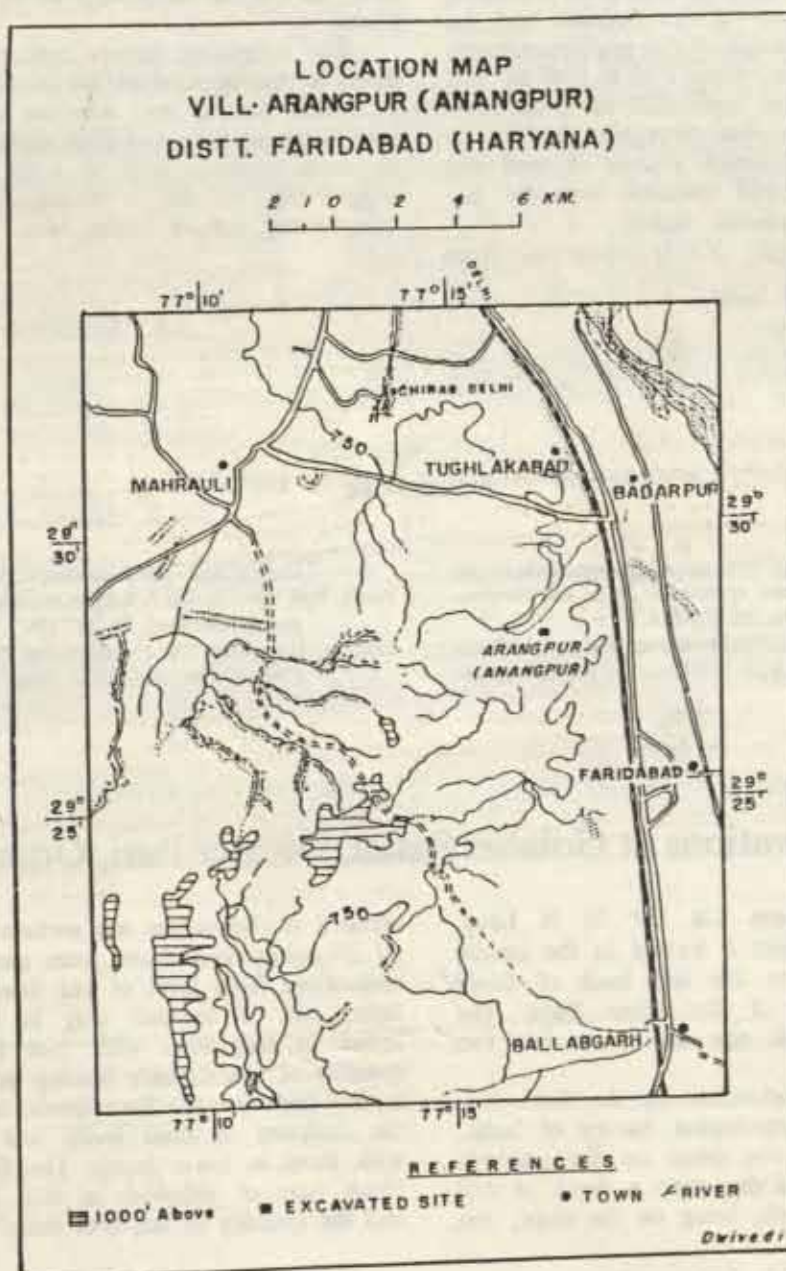 LOCATION MAP
VILL. ARANGPUR (ANANGPUR)
DISTT. FARIDABAD (HARYANA)
2 1 0 2 4 6 KM.
77° 10' 77° 15'
DELHI
CHIRAG DELHI
750
MAHRAULI
TUGHLAKABAD
BADARPUR
29° 30' 29° 30'
ARANGPUR
(ANANGPUR)
FARIDABAD
29° 25' 29° 25'
750
BALLABGARH
77° 10' 77° 15'
REFERENCES
1000' Above EXCAVATED SITE TOWN RIVER
Dwivedi